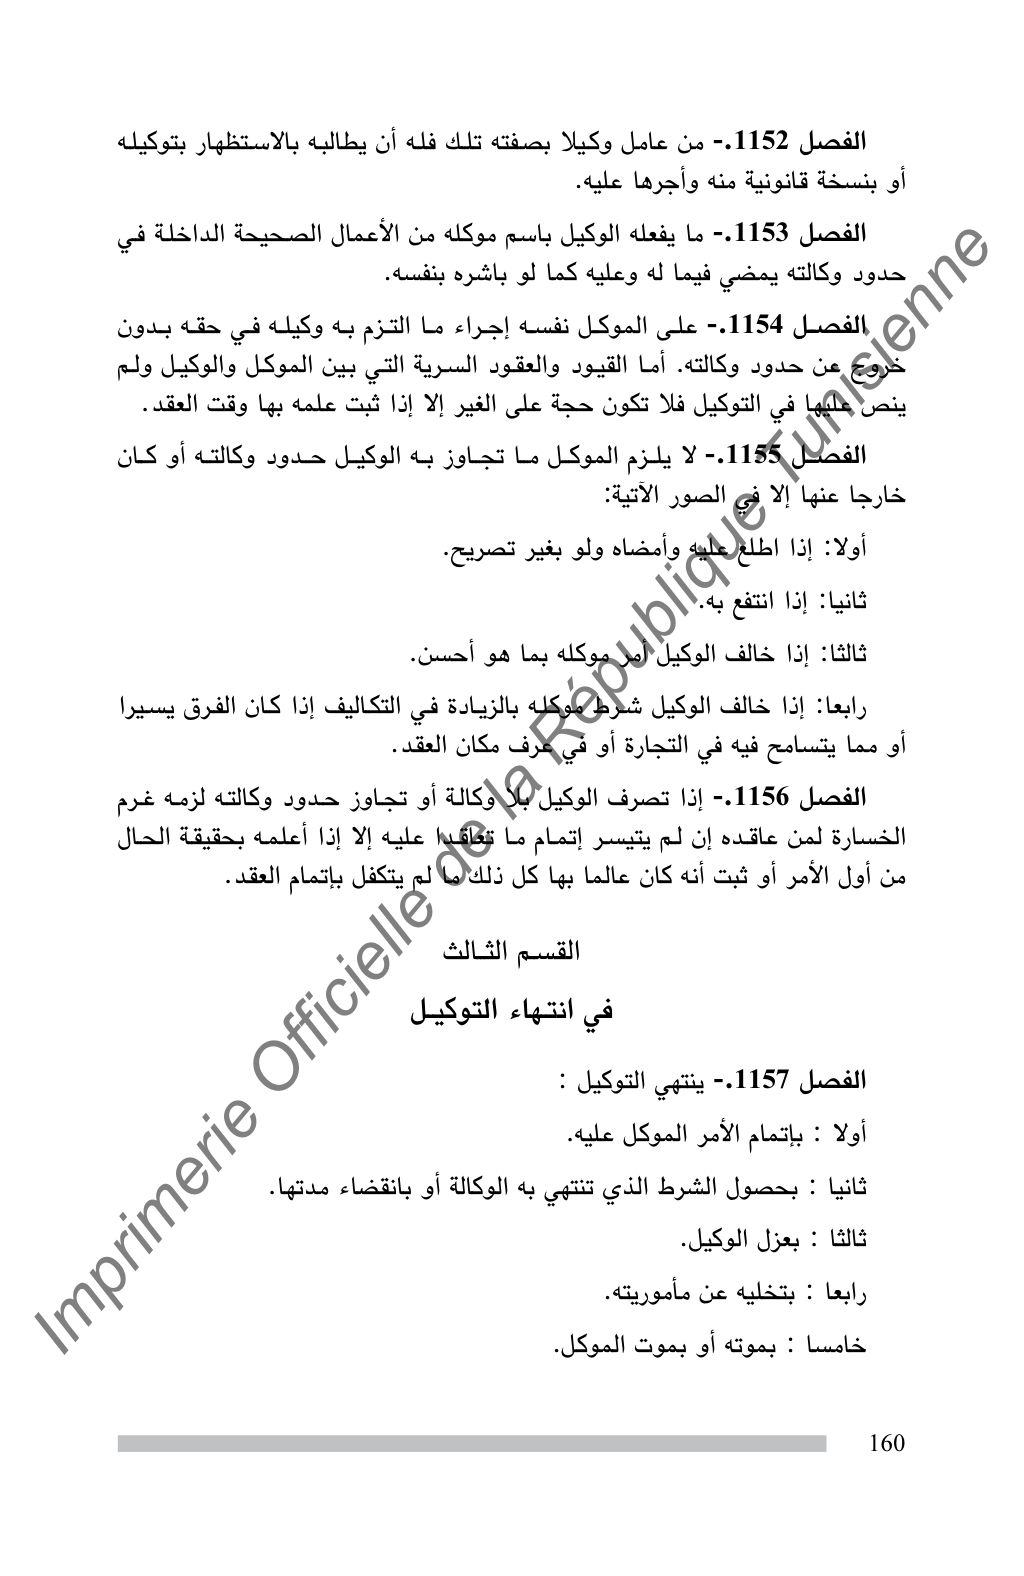 الفصل 1152.- من عامل وكيلا بصفته تلك فله أن يطالبه بالاستظهار بتوكيله
أو بنسخة قانونية منه وأجرها عليه.
الفصل 1153.- ما يفعله الوكيل باسم موكله من الأعمال الصحيحة الداخلة في
حدود وكالته يمضي فيما له وعليه كما لو باشره بنفسه.
الفصل 1154.- على الموكل نفسه إجراء ما التزم به وكيله في حقه بدون
خروج عن حدود وكالته. أما القيود والعقود السرية التي بين الموكل والوكيل ولم
ينص عليها في التوكيل فلا تكون حجة على الغير إلا إذا ثبت علمه بها وقت العقد.
الفصل 1155.- لا يلزم الموكل ما تجاوز به الوكيل حدود وكالته أو كان
خارجا عنها إلا في الصور الآتية:
أولا: إذا اطلع عليه وأمضاه ولو بغير تصريح.
ثانيا: إذا انتفع به.
ثالثا: إذا خالف الوكيل أمر موكله بما هو أحسن.
رابعا: إذا خالف الوكيل شرط موكله بالزيادة في التكاليف إذا كان الفرق يسيرا
أو مما يتسامح فيه في التجارة أو في عرف مكان العقد.
الفصل 1156.- إذا تصرف الوكيل بلا وكالة أو تجاوز حدود وكالته لزمه غرم
الخسارة لمن عاقده إن لم يتيسر إتمام ما تعاقدا عليه إلا إذا أعلمه بحقيقة الحال
من أول الأمر أو ثبت أنه كان عالما بها كل ذلك ما لم يتكفل بإتمام العقد.
القسم الثالث
في انتهاء التوكيل
الفصل 1157.- ينتهي التوكيل :
أولا : بإتمام الأمر الموكل عليه.
ثانيا : بحصول الشرط الذي تنتهي به الوكالة أو بانقضاء مدتها.
ثالثا : بعزل الوكيل.
رابعا : بتخليه عن مأموريته.
خامسا : بموته أو بموت الموكل.
160
Imprimerie Officielle de la République Tunisienne